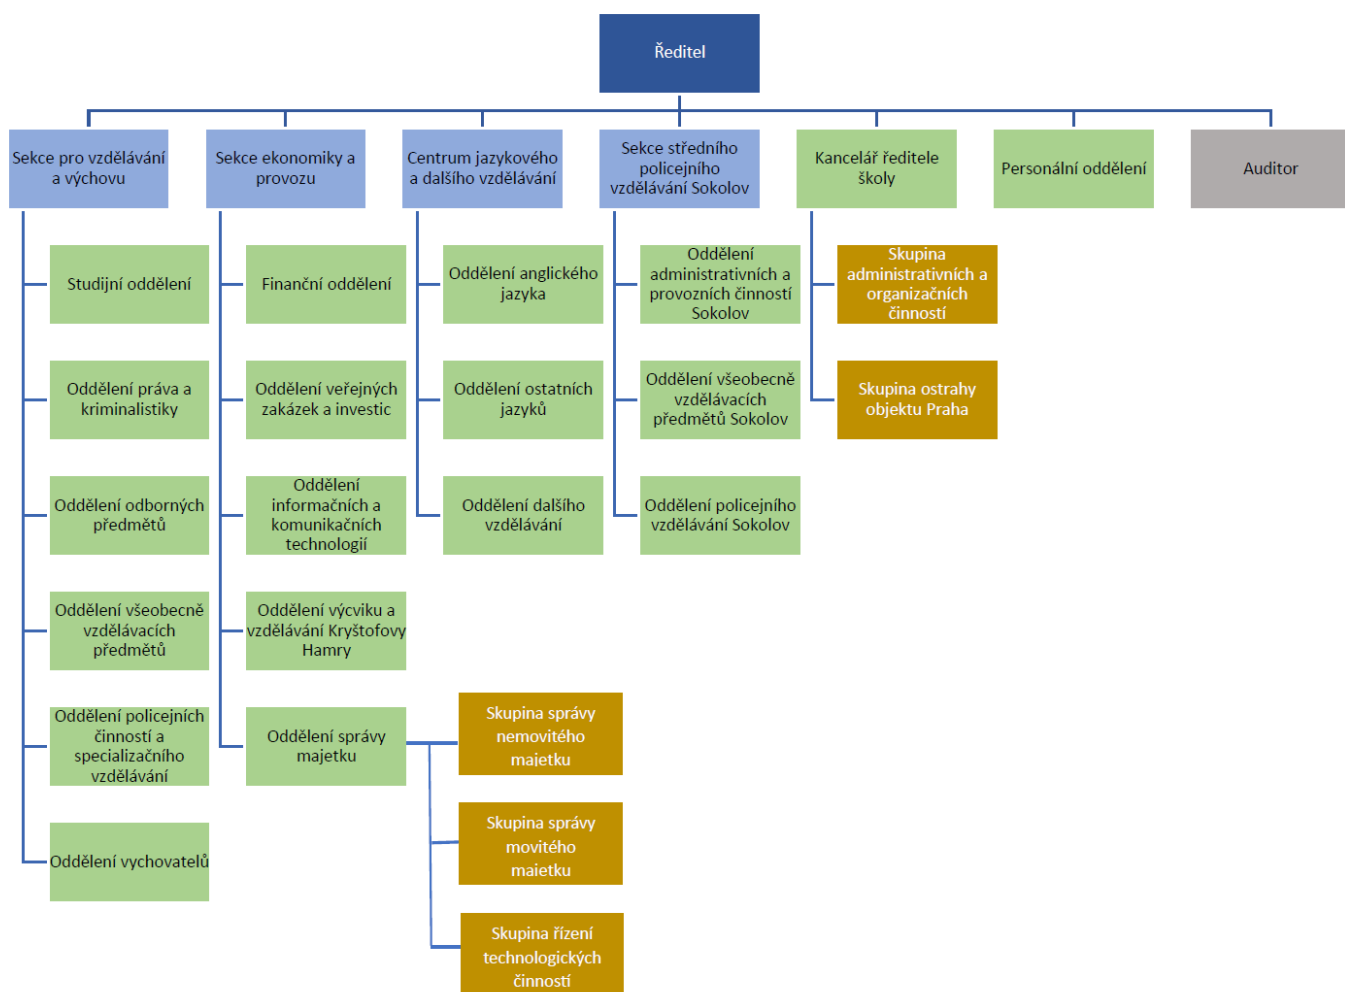 Ředitel
Sekce pro vzdělávání
a výchovu
Sekce ekonomiky a
provozu
Centrum jazykového
a dalšího vzdělávání
Sekce středního
policejního
vzdělávání Sokolov
Kancelář ředitele
školy
Personální oddělení
Auditor
Studijní oddělení
Oddělení práva a
kriminalistiky
Oddělení odborných
předmětů
Oddělení všeobecně
vzdělávacích
předmětů
Oddělení policejních
činností a
specializačního
vzdělávání
Oddělení vychovatelů
Finanční oddělení
Oddělení veřejných
zakázek a investic
Oddělení
informačních a
komunikačních
technologií
Oddělení výcviku a
vzdělávání Kryštofovy
Hamry
Oddělení správy
majetku
Skupina správy
nemovitého
majetku
Skupina správy
movitého
majetku
Skupina řízení
technologických
činností
Oddělení anglického
jazyka
Oddělení ostatních
jazyků
Oddělení dalšího
vzdělávání
Oddělení
administrativních a
provozních činností
Sokolov
Oddělení všeobecně
vzdělávacích
předmětů Sokolov
Oddělení policejního
vzdělávání Sokolov
Skupina
administrativních a
organizačních
činností
Skupina ostrahy
objektu Praha